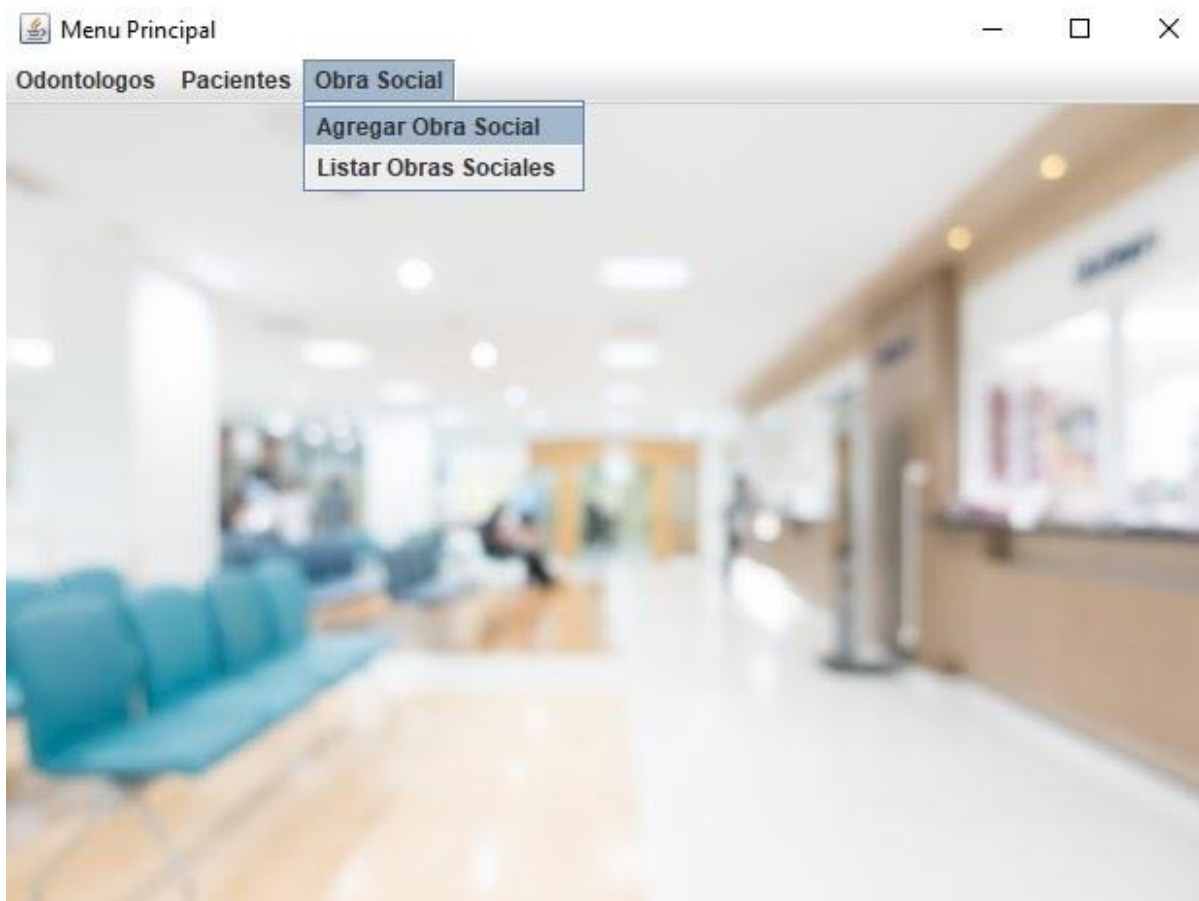 Menu Principal
Odontologos Pacientes Obra Social
Agregar Obra Social
Listar Obras Sociales